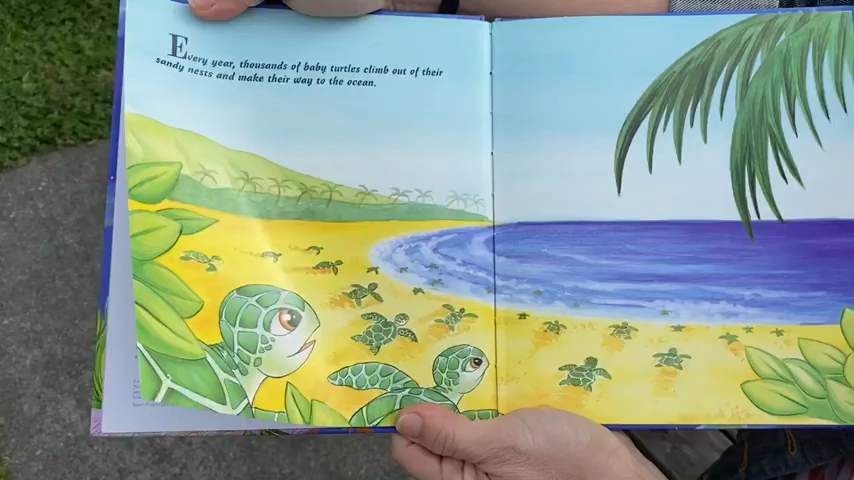 Every year, thousands of baby turtles climb out of their
sandy nests and make their way to the ocean.